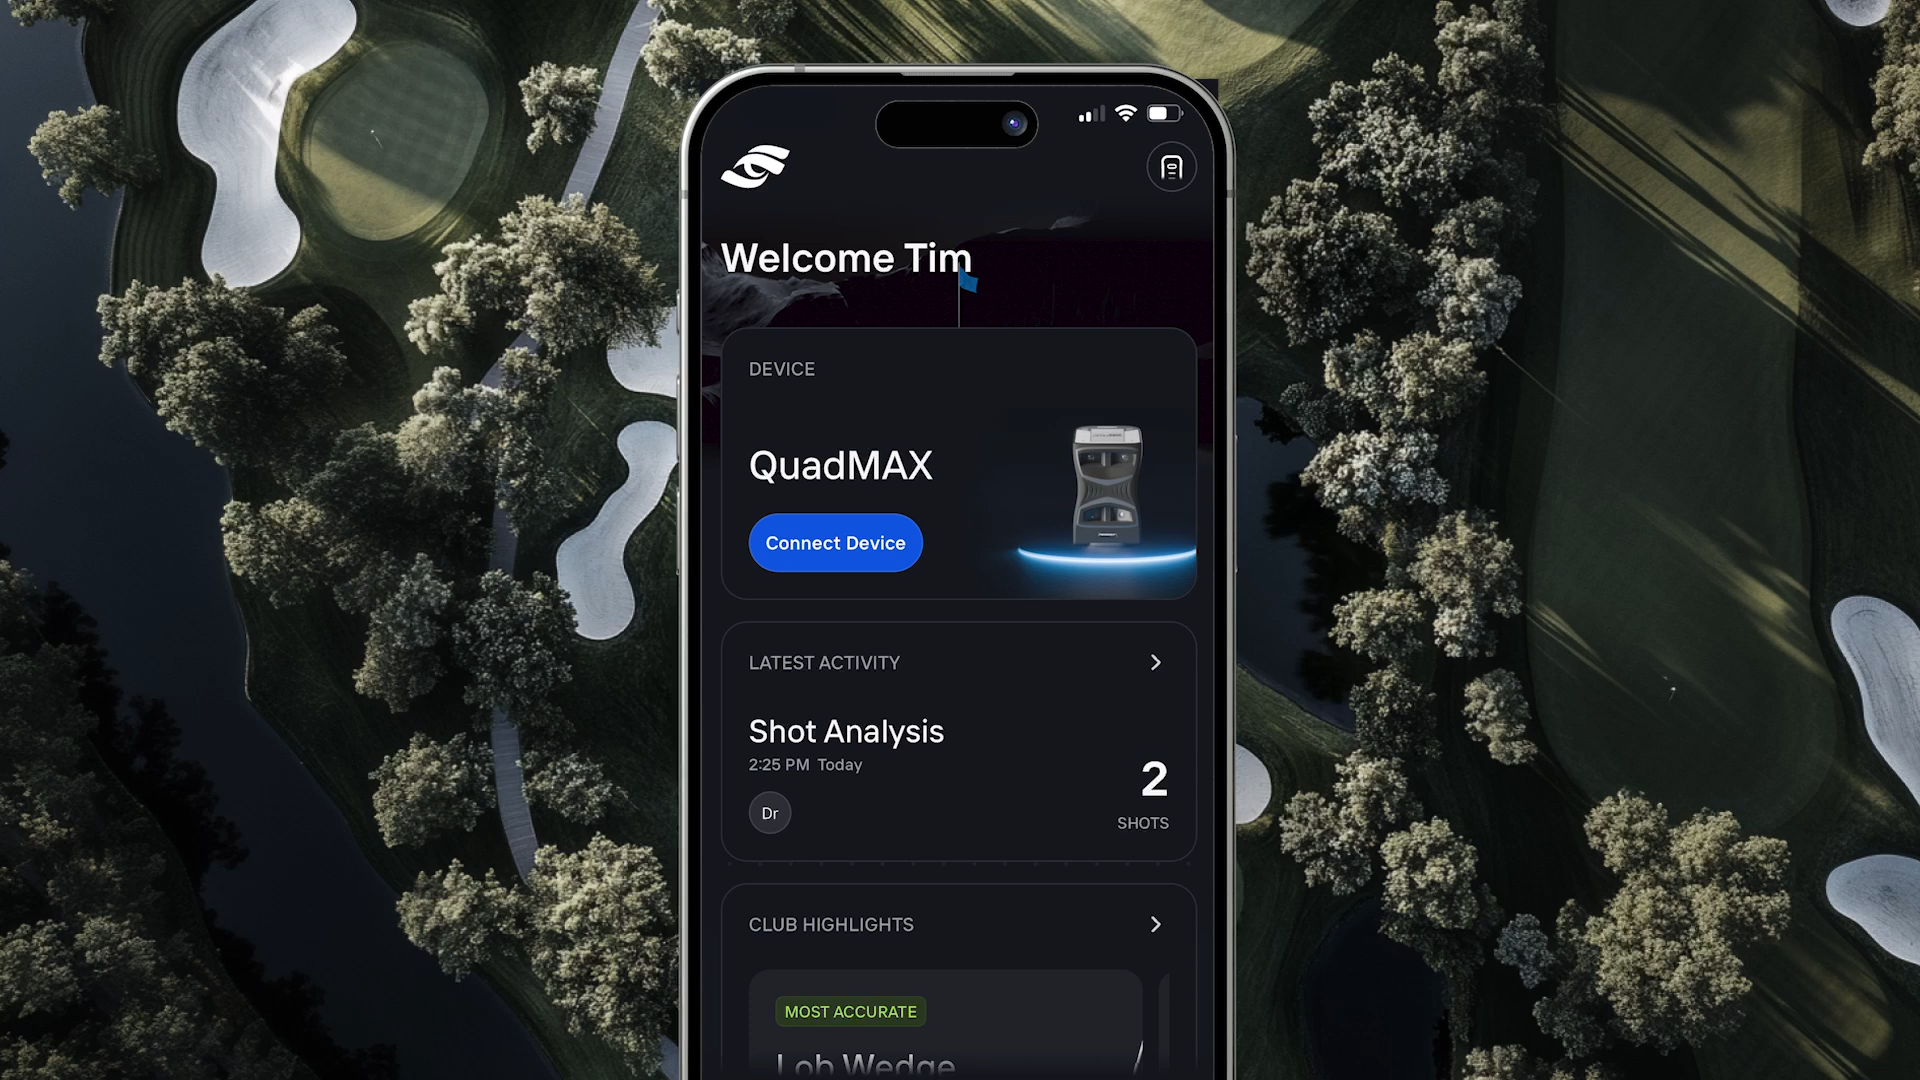 Welcome Tim
DEVICE
QuadMAX
Connect Device
LATEST ACTIVITY
Shot Analysis
2:25 PM Today
Dr
2
SHOTS
CLUB HIGHLIGHTS
MOST ACCURATE
Lob Wedge